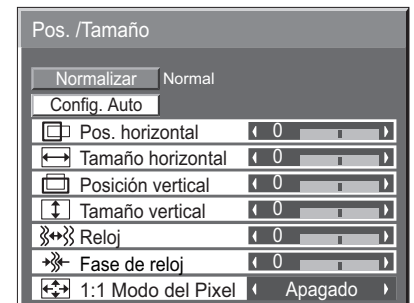 Pos. /Tamaño
Normalizar Normal
Config. Auto
Pos. horizontal 0
Tamaño horizontal 0
Posición vertical 0
Tamaño vertical 0
Reloj 0
Fase de reloj 0
1:1 Modo del Pixel Apagado